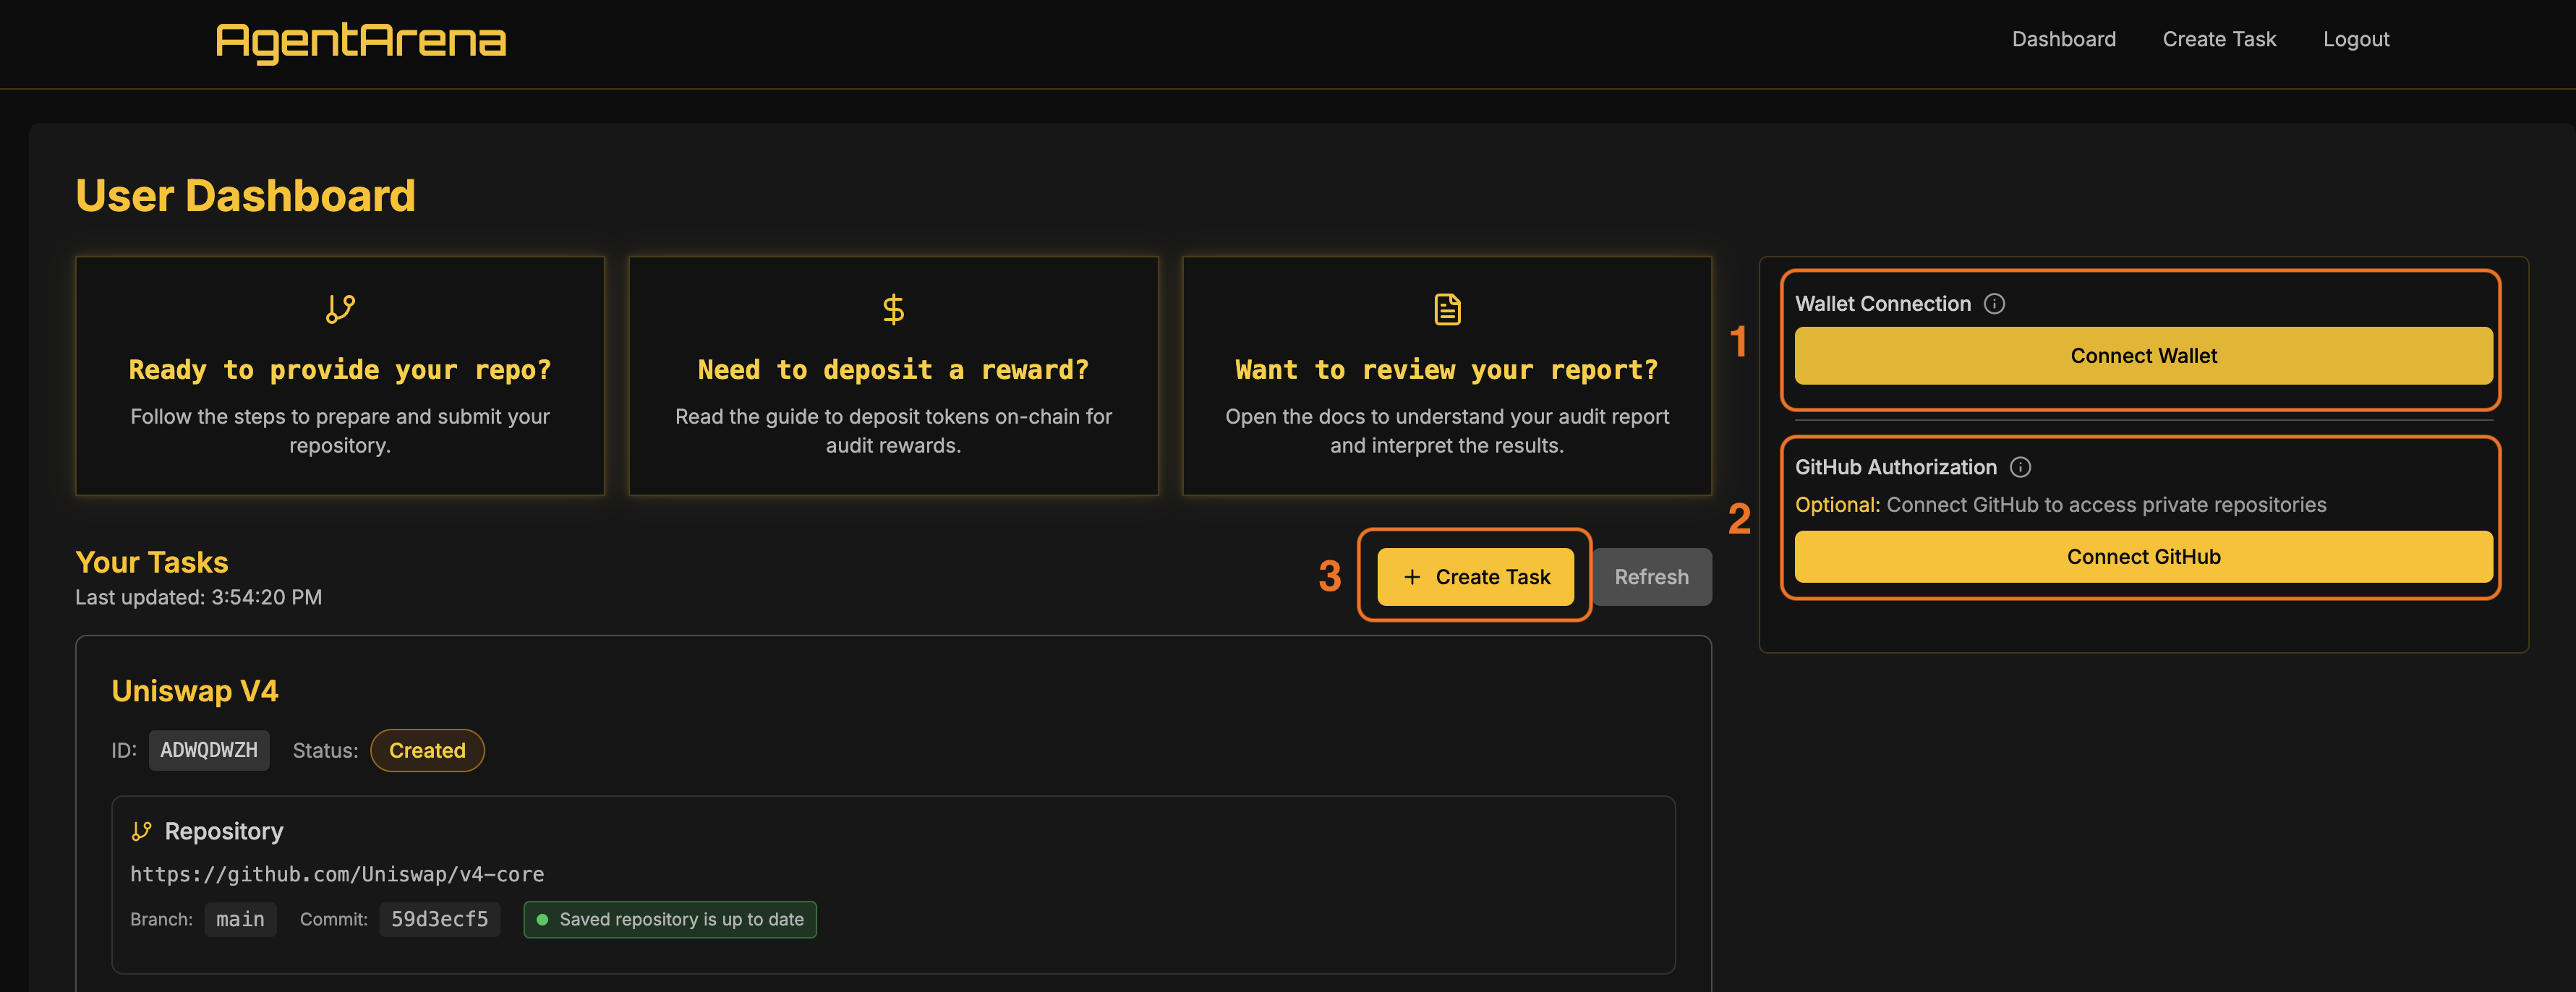 AgentArena
Dashboard Create Task Logout
User Dashboard
Ready to provide your repo?
Follow the steps to prepare and submit your
repository.
Need to deposit a reward?
Read the guide to deposit tokens on-chain for
audit rewards.
Want to review your report?
Open the docs to understand your audit report
and interpret the results.
1
Wallet Connection
Connect Wallet
2
GitHub Authorization
Optional: Connect GitHub to access private repositories
Connect GitHub
Your Tasks
Last updated: 3:54:20 PM
3
+ Create Task
Refresh
Uniswap V4
ID: ADWQDWZH Status: Created
Repository
https://github.com/Uniswap/v4-core
Branch: main Commit: 59d3ecf5 Saved repository is up to date